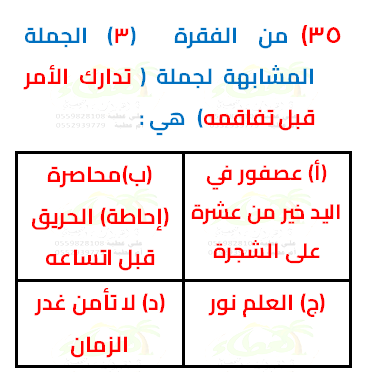 ٣٥) من الفقرة (٣) الجملة
المشابهة لجملة ( تدارك الأمر
قبل تفاقمه) هي :
(أ) عصفور في
اليد خير من عشرة
على الشجرة
(ب)محاصرة
(إحاطة) الحريق
قبل اتساعه
(ج) العلم نور
(د) لا تأمن غدر
الزمان